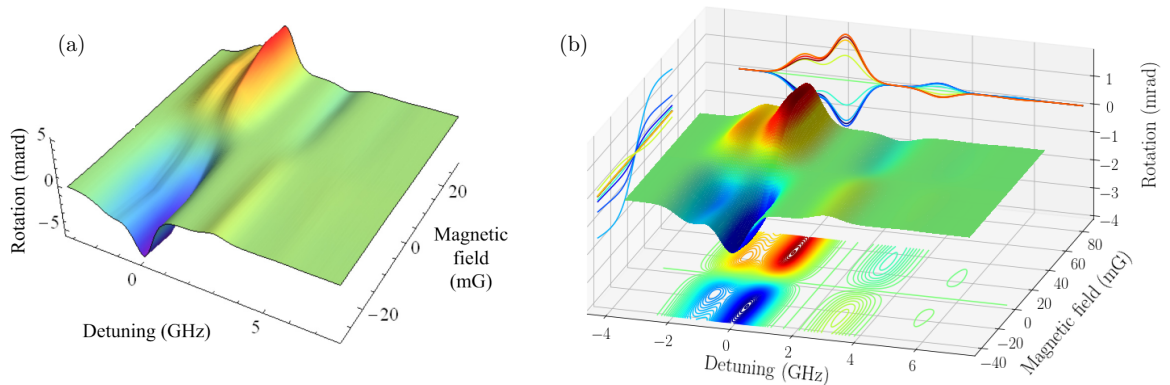 (a)
5
0
−5
Rotation (mard)
0
5
Detuning (GHz)
20
0
−20
Magnetic
field
(mG)
(b)
1
0
−1
−2
−3
−4
Rotation (mrad)
80
60
40
20
0
−20
−40
Magnetic field (mG)
−4
−2
0
2
4
6
Detuning (GHz)